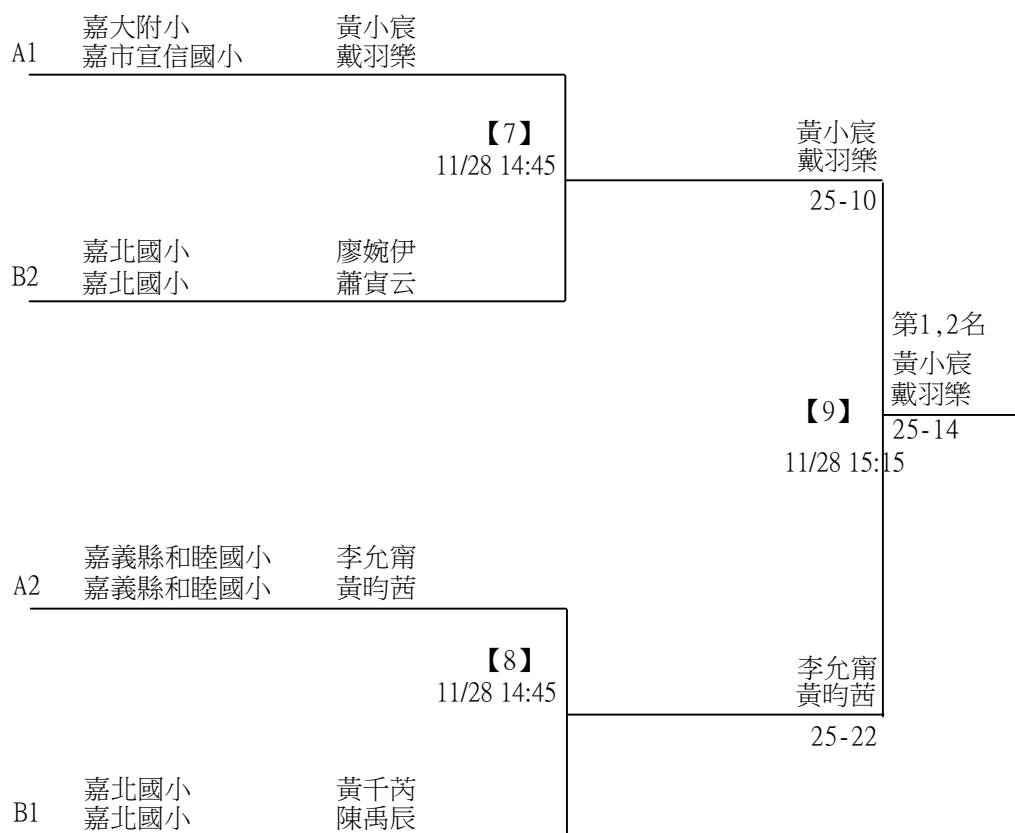 A1 嘉大附小 黃小宸
嘉市宣信國小 戴羽樂
【7】
11/28 14:45
黃小宸
戴羽樂
25-10
B2 嘉北國小 廖婉伊
嘉北國小 蕭寊云
第1,2名
黃小宸
戴羽樂
【9】
25-14
11/28 15:15
A2 嘉義縣和睦國小 李允甯
嘉義縣和睦國小 黃昀茜
【8】
11/28 14:45
李允甯
黃昀茜
25-22
B1 嘉北國小 黃千芮
嘉北國小 陳禹辰